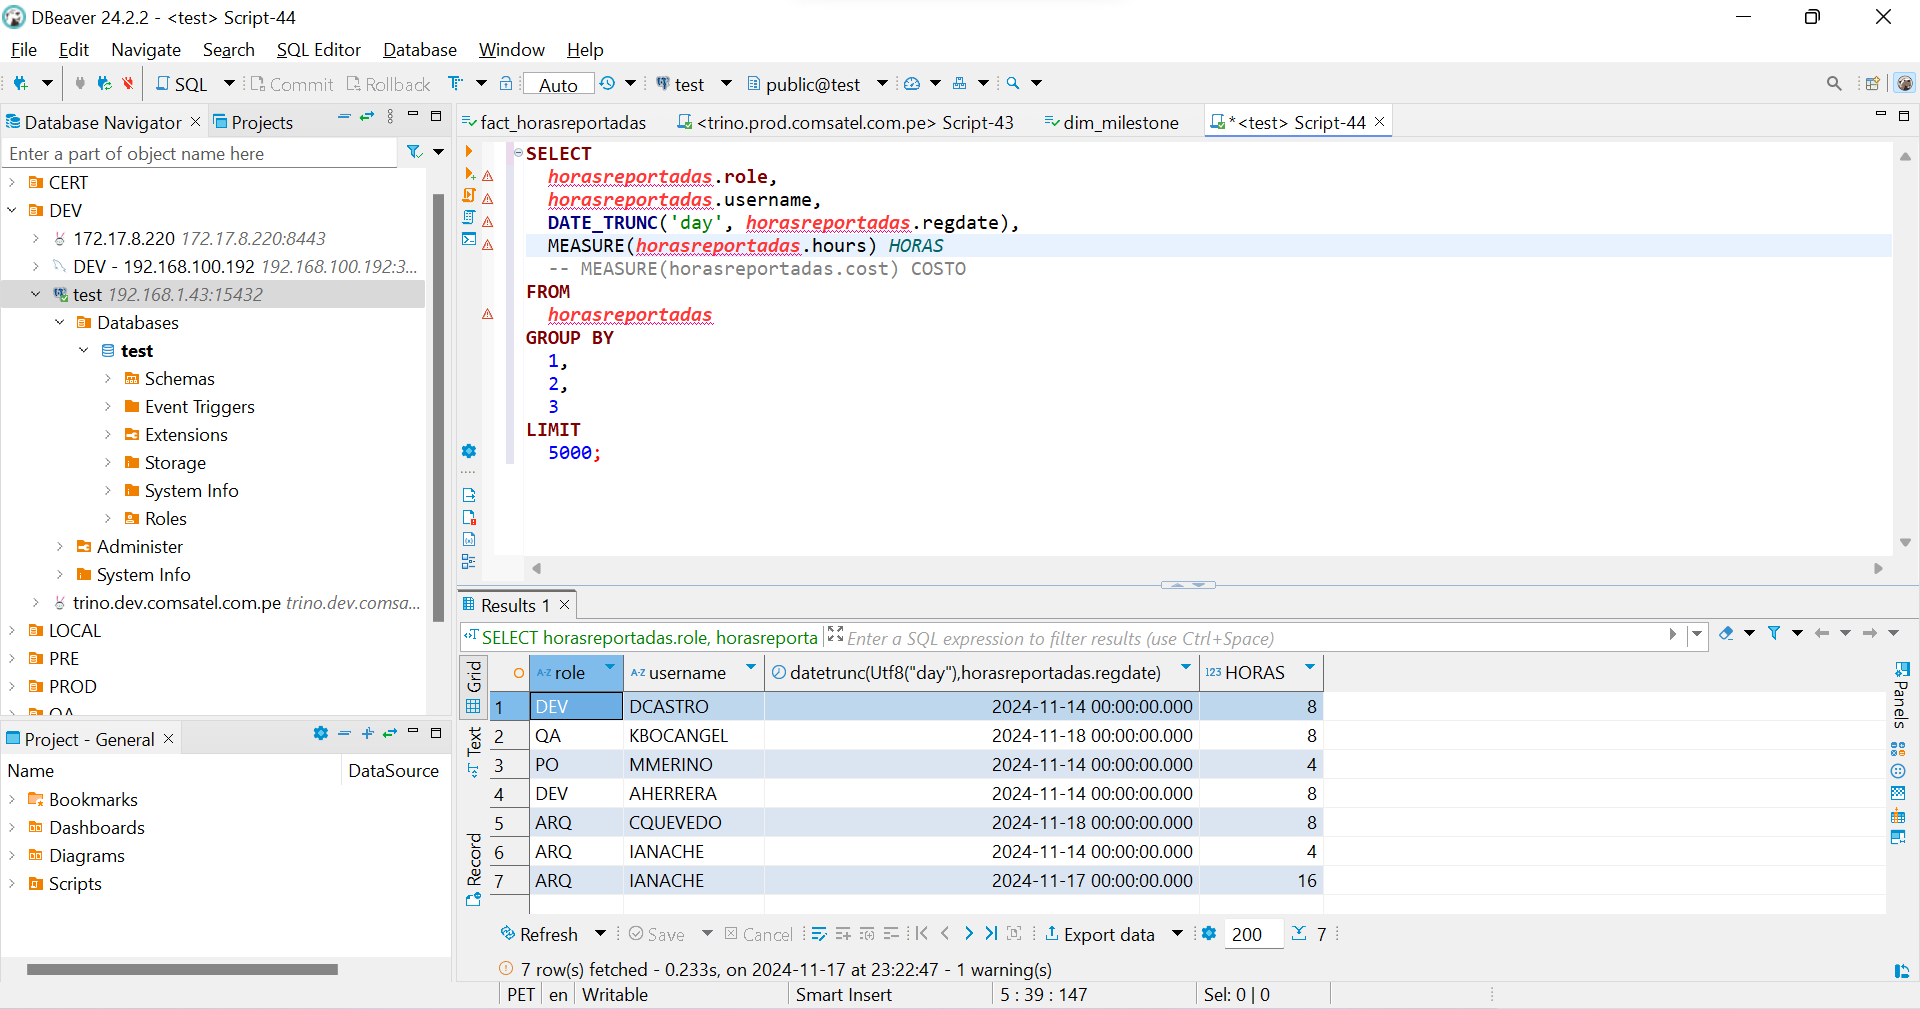 DBeaver 24.2.2 - <test> Script-44
File Edit Navigate Search SQL Editor Database Window Help
SQL Commit Rollback Auto test public@test
Database Navigator Projects
fact_horasreportadas <trino.prod.comsatel.com.pe> Script-43 dim_milestone *<test> Script-44
Enter a part of object name here
CERT
DEV
172.17.8.220 172.17.8.220:8443
DEV - 192.168.100.192 192.168.100.192:3...
test 192.168.1.43:15432
Databases
test
Schemas
Event Triggers
Extensions
Storage
System Info
Roles
Administer
System Info
trino.dev.comsatel.com.pe trino.dev.comsa...
LOCAL
PRE
PROD
QA
Project - General
Name DataSource
Bookmarks
Dashboards
Diagrams
Scripts
SELECT
horasreportadas.role,
horasreportadas.username,
DATE_TRUNC('day', horasreportadas.regdate),
MEASURE(horasreportadas.hours) HORAS
-- MEASURE(horasreportadas.cost) COSTO
FROM
horasreportadas
GROUP BY
1,
2,
3
LIMIT
5000;
Results 1
SELECT horasreportadas.role, horasreporta Enter a SQL expression to filter results (use Ctrl+Space)
Grid
Text
Record
Panels
role username datetrunc(Utf8("day"),horasreportadas.regdate) 123 HORAS
1 DEV DCASTRO 2024-11-14 00:00:00.000 8
2 QA KBOCANGEL 2024-11-18 00:00:00.000 8
3 PO MMERINO 2024-11-14 00:00:00.000 4
4 DEV AHERRERA 2024-11-14 00:00:00.000 8
5 ARQ CQUEVEDO 2024-11-18 00:00:00.000 8
6 ARQ IANACHE 2024-11-14 00:00:00.000 4
7 ARQ IANACHE 2024-11-17 00:00:00.000 16
Refresh Save Cancel Export data 200 7
7 row(s) fetched - 0.233s, on 2024-11-17 at 23:22:47 - 1 warning(s)
PET en Writable Smart Insert 5 : 39 : 147 Sel: 0 | 0